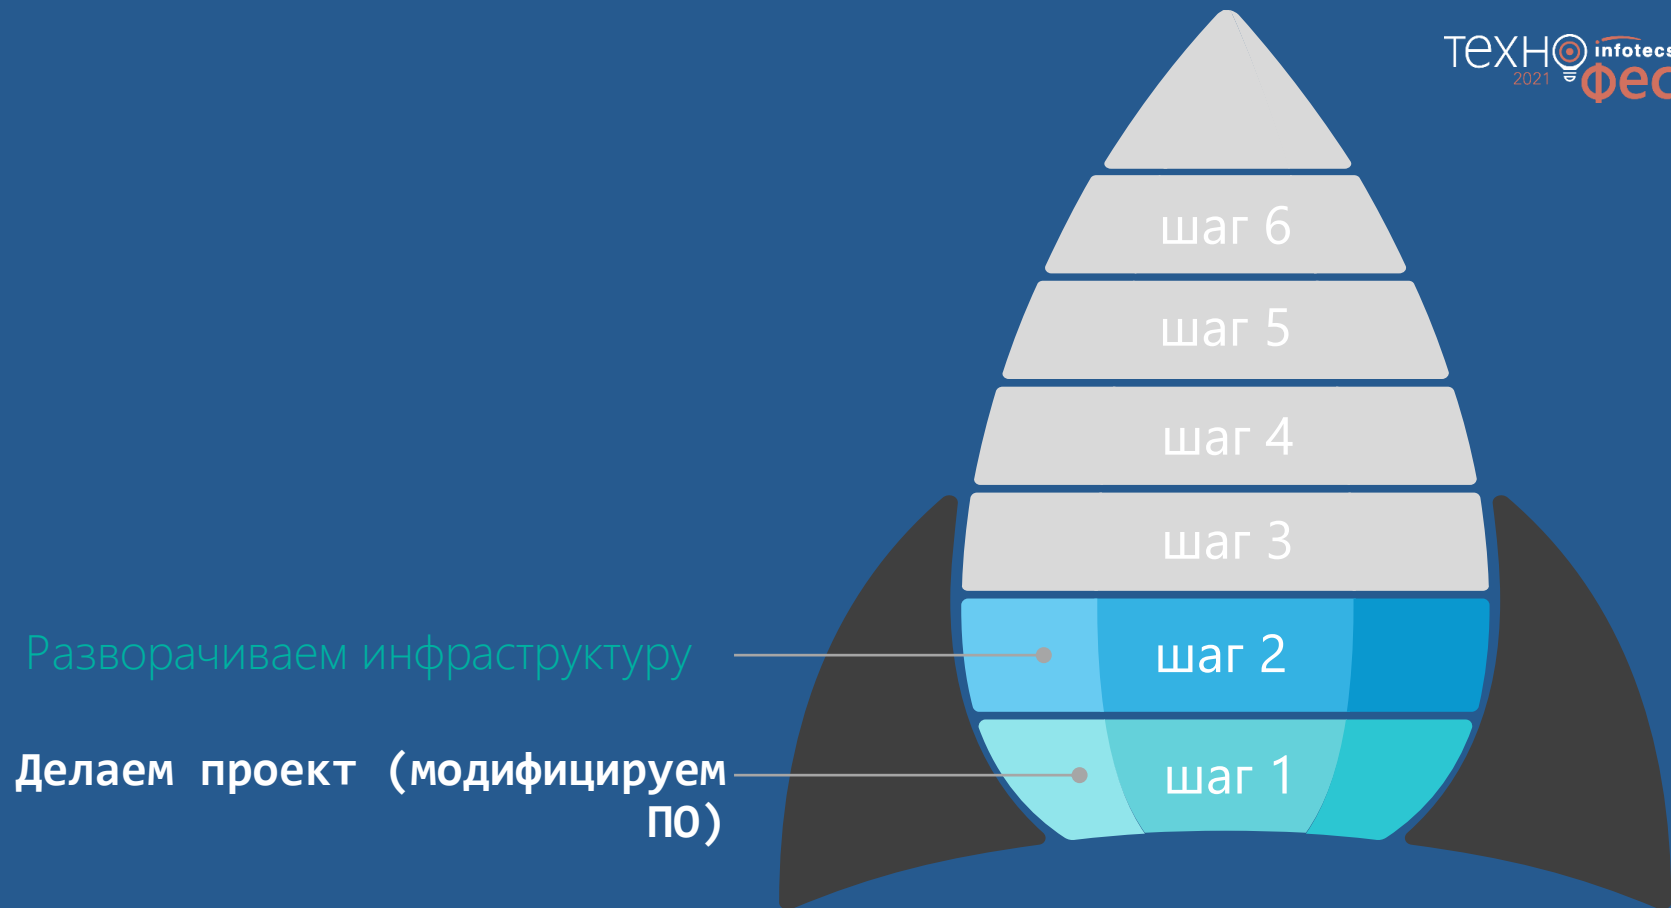 техн
2021
infotecs
фес
шаг 6
шаг 5
шаг 4
шаг 3
Разворачиваем инфраструктуру
шаг 2
Делаем проект (модифицируем
ПО)
шаг 1